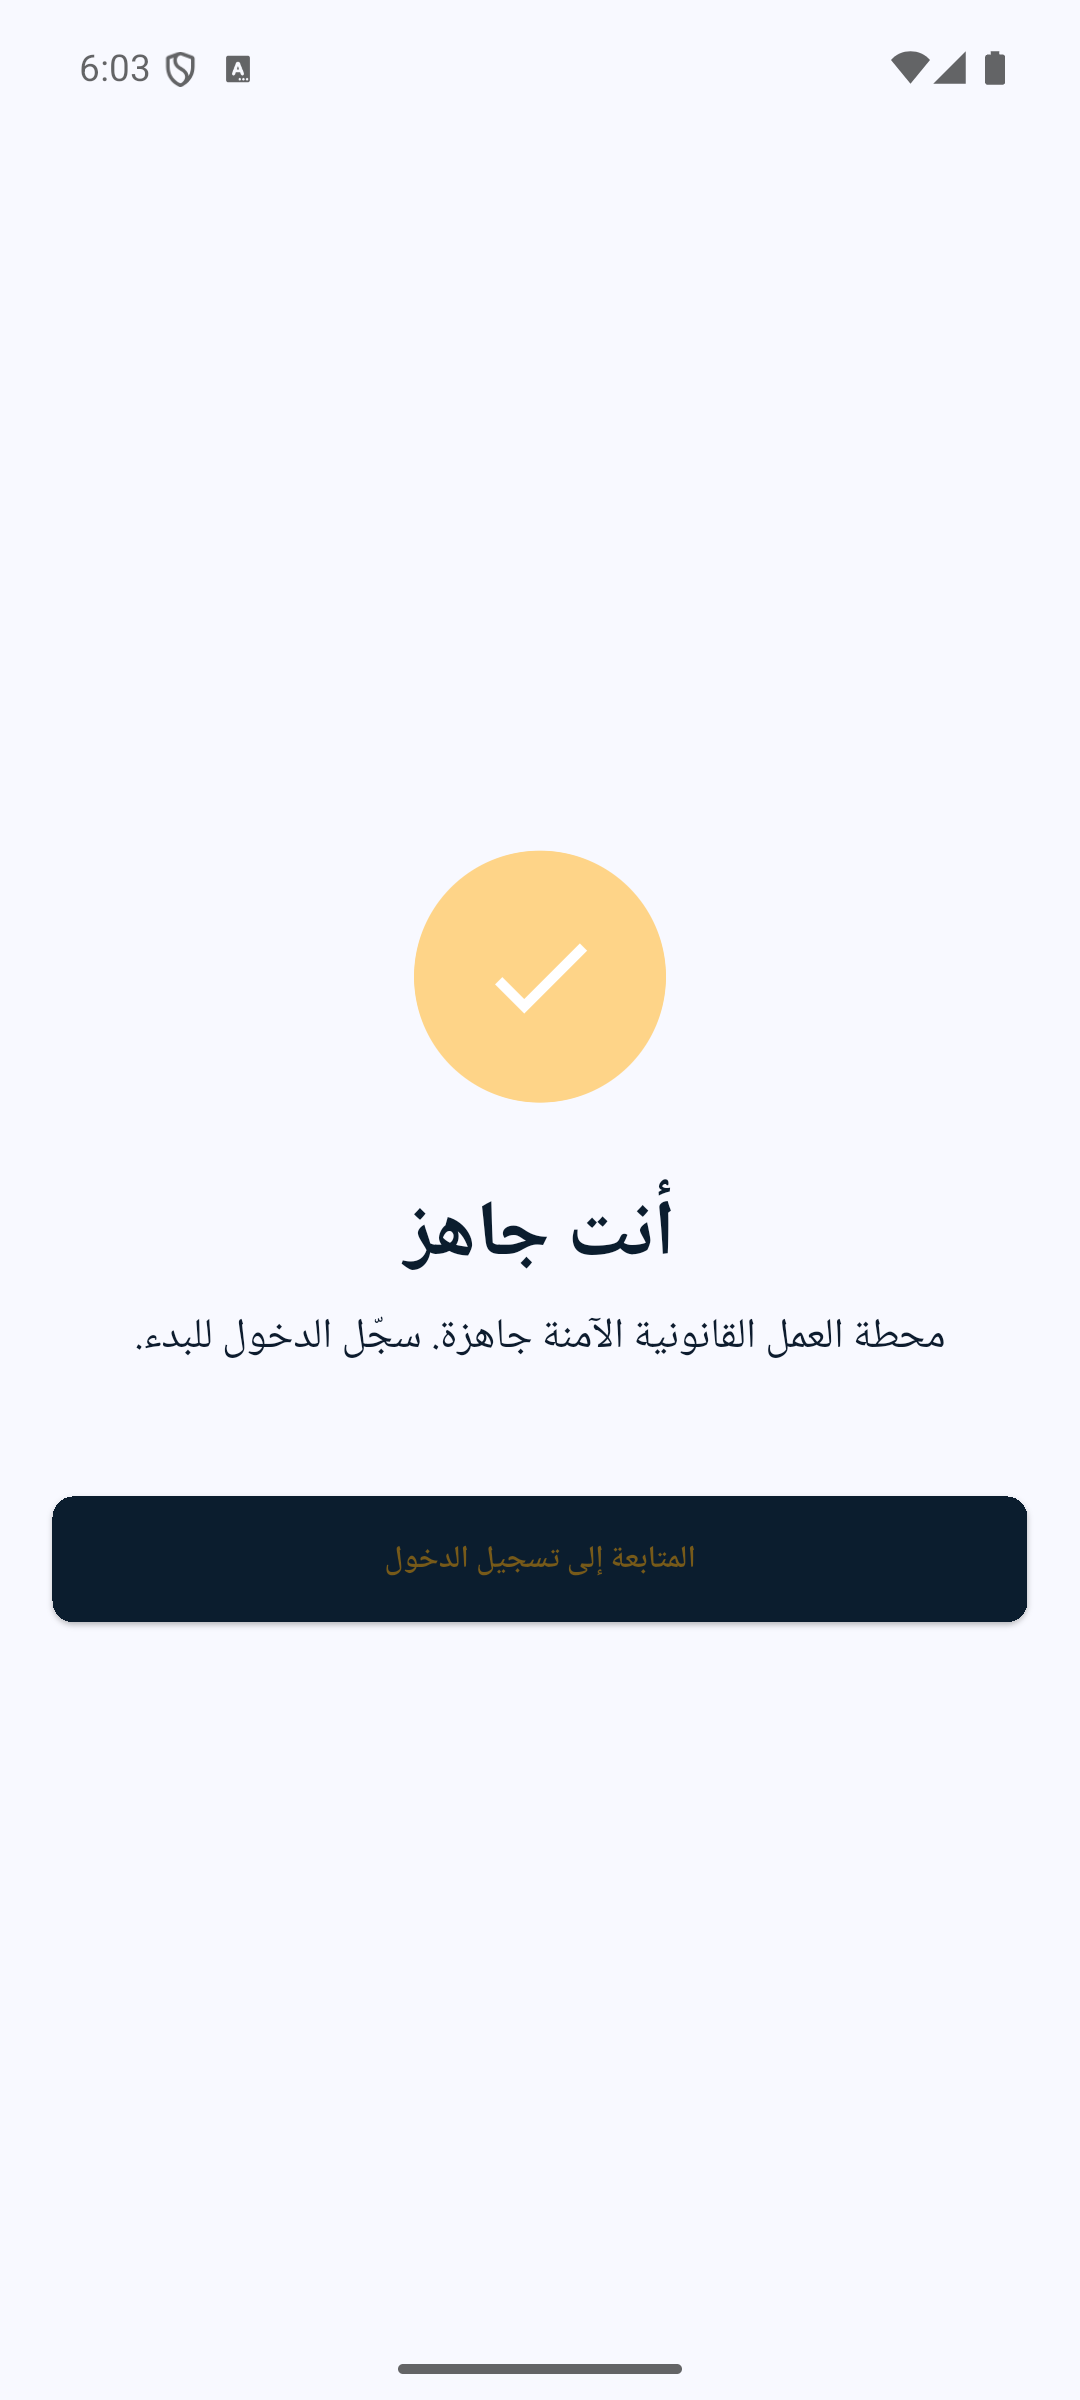 6:03
أنت جاهز
محطة العمل القانونية الآمنة جاهزة. سجّل الدخول للبدء.
المتابعة إلى تسجيل الدخول